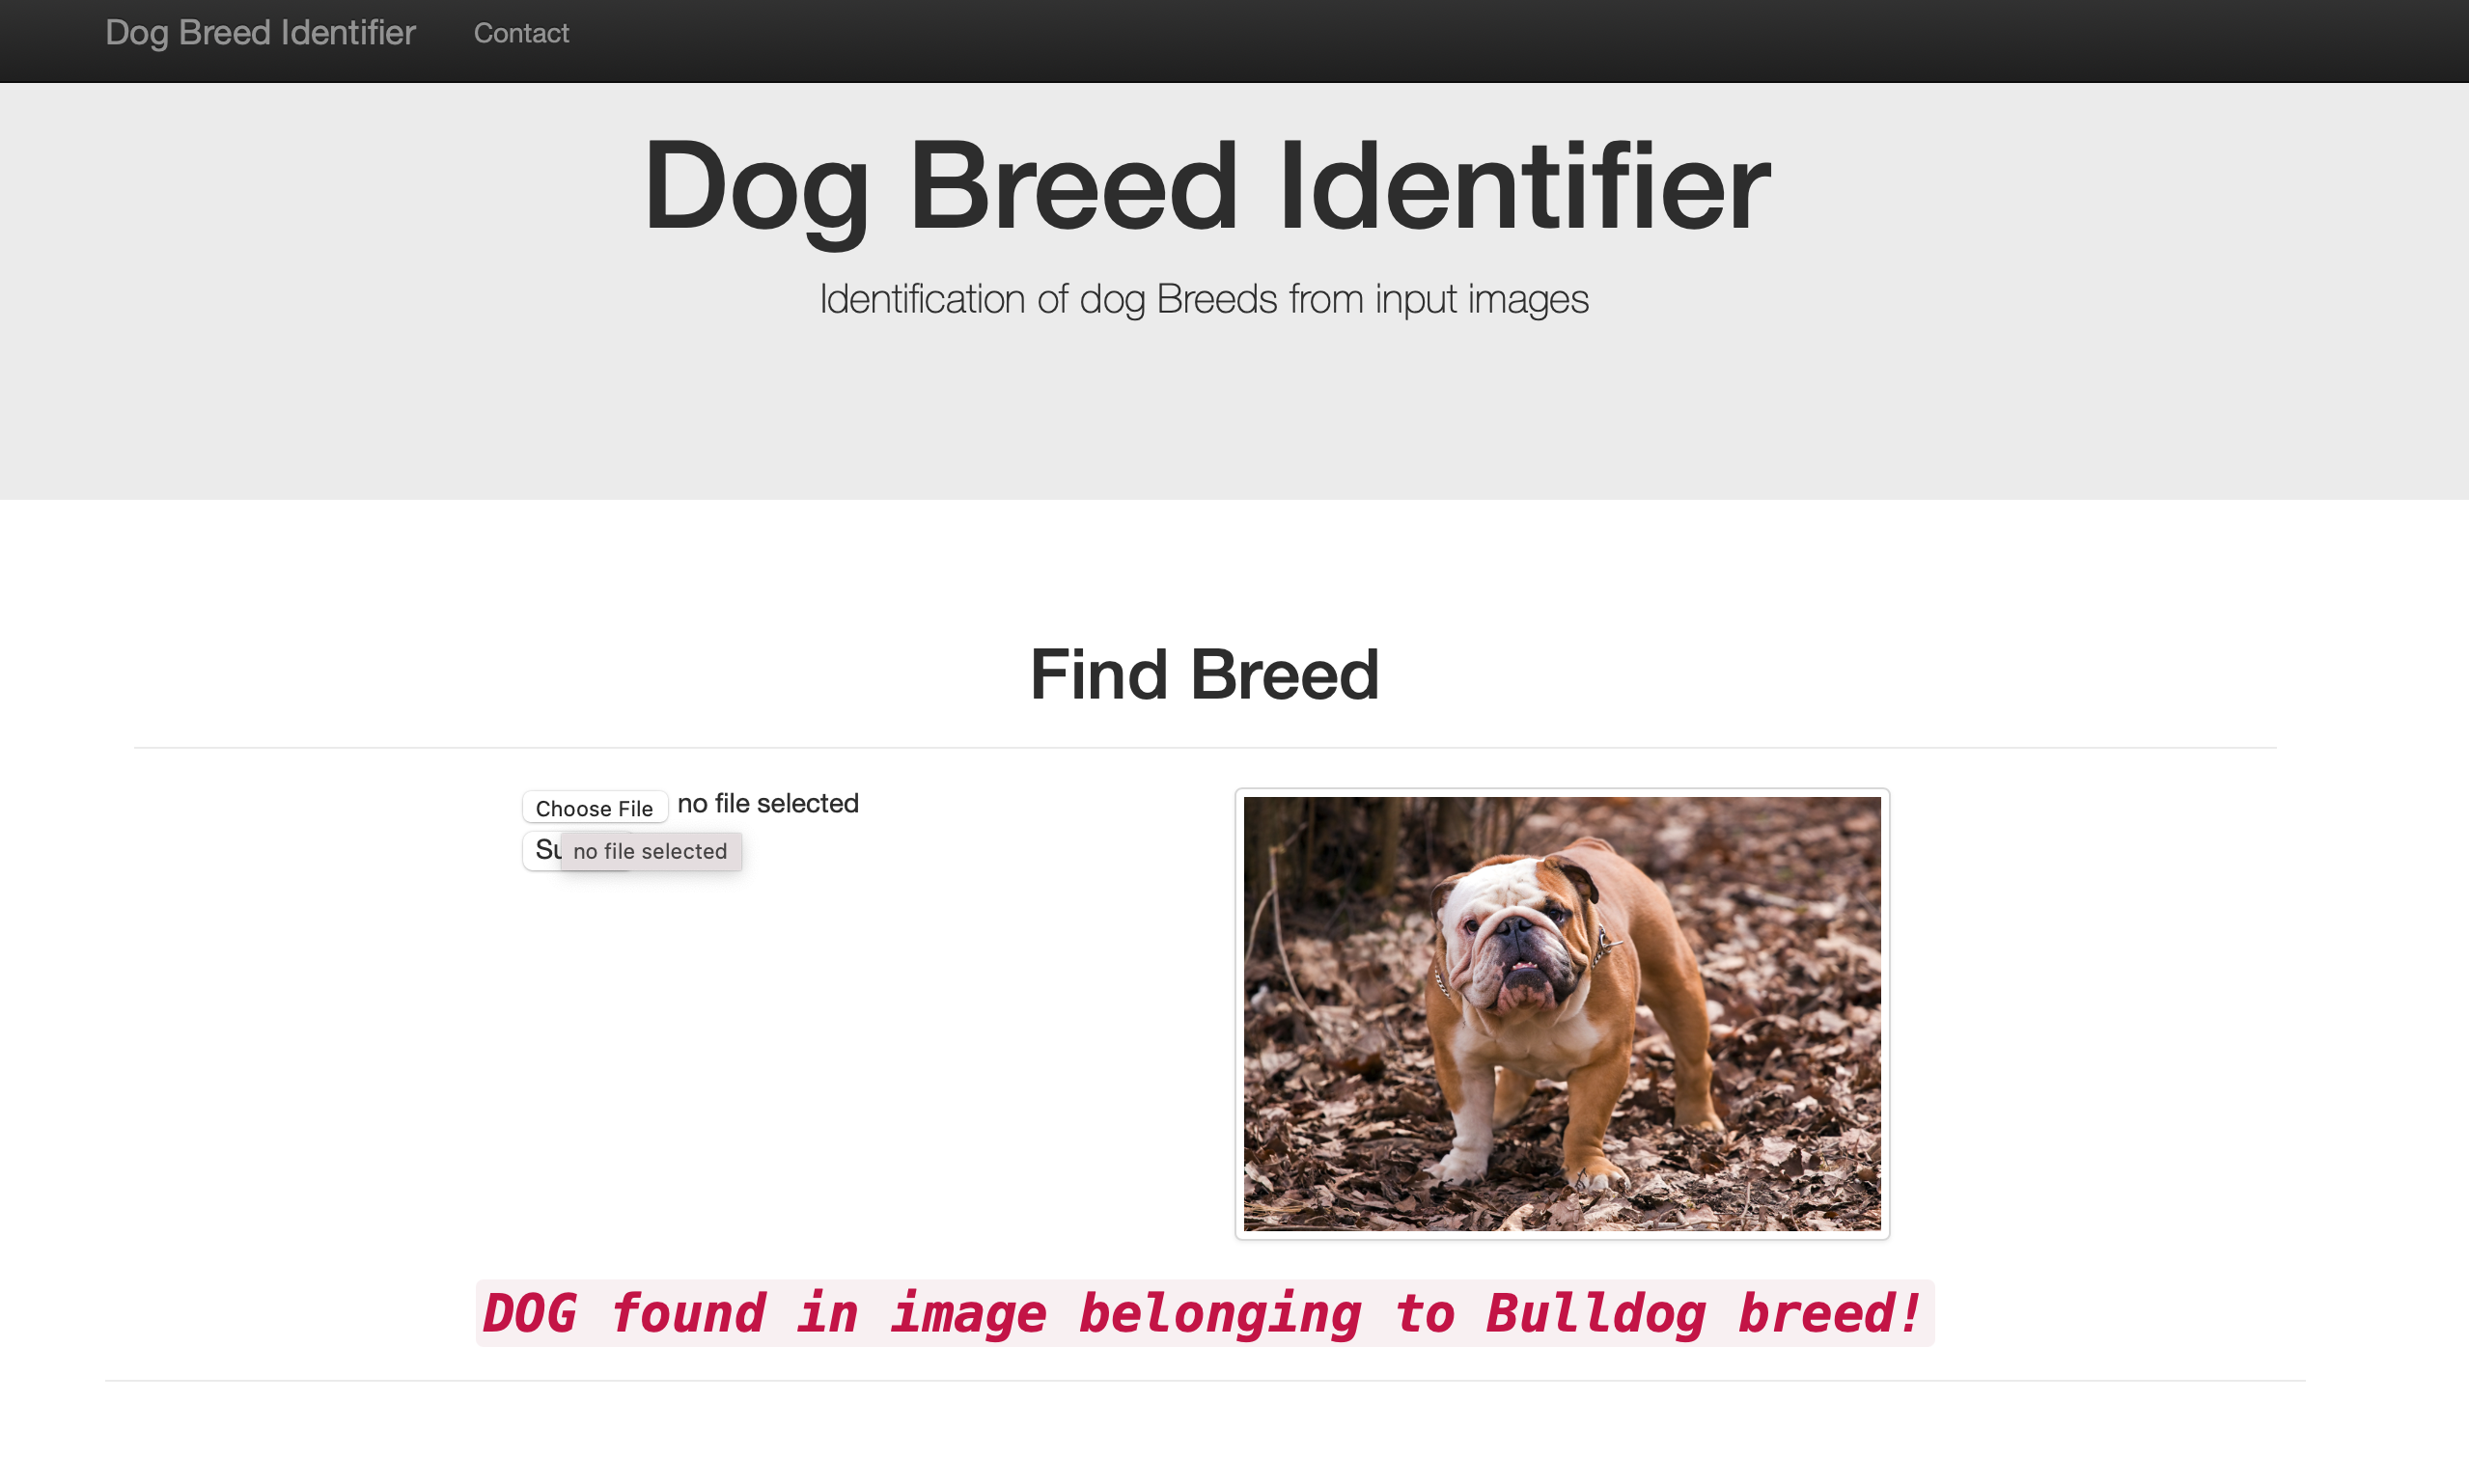 Dog Breed Identifier Contact
Dog Breed Identifier
Identification of dog Breeds from input images
Find Breed
Choose File no file selected
no file selected
DOG found in image belonging to Bulldog breed!